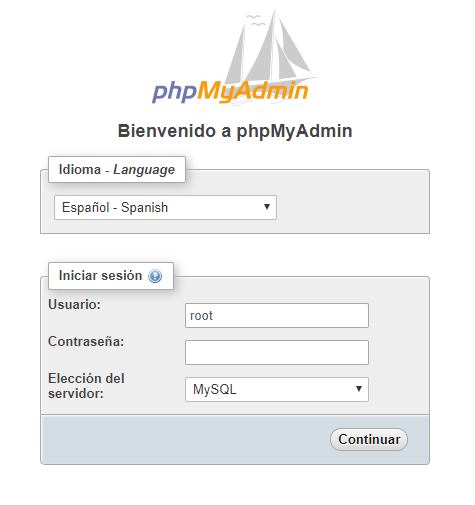 phpMyAdmin
Bienvenido a phpMyAdmin
Idioma - Language
Español - Spanish
Iniciar sesión
Usuario:
root
Contraseña:
Elección del
servidor:
MySQL
Continuar